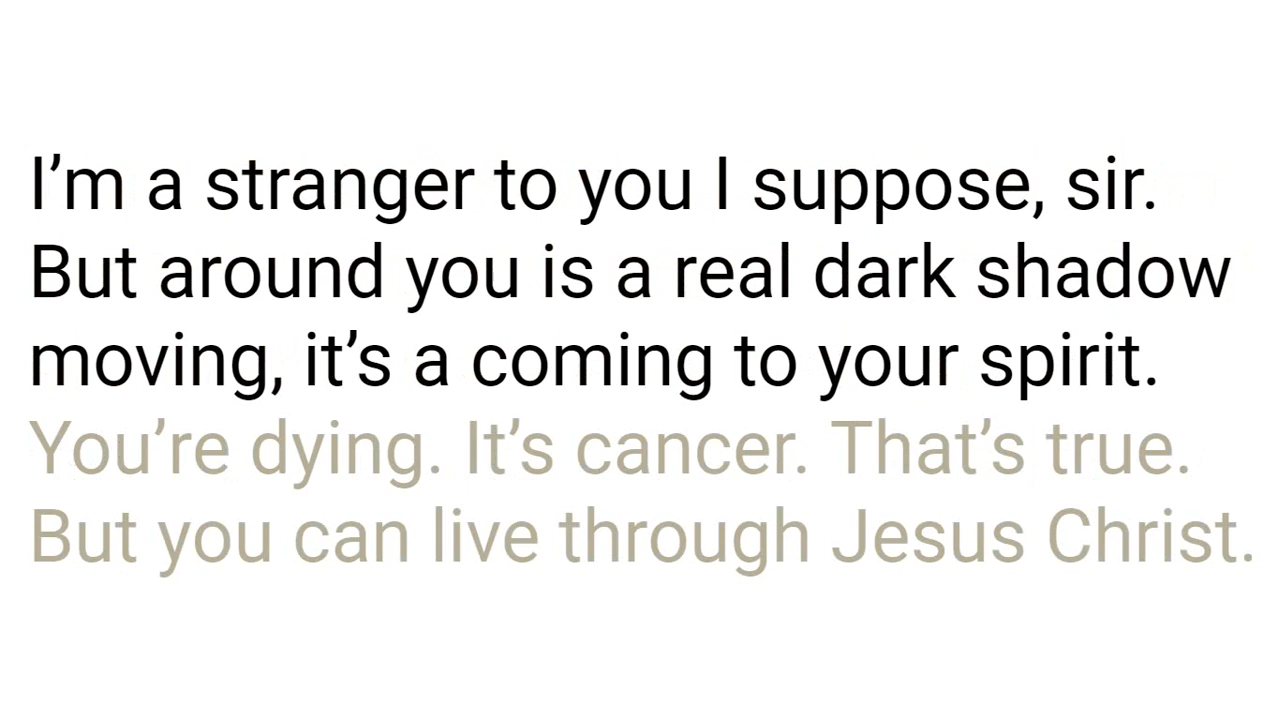 I’m a stranger to you I suppose, sir.
But around you is a real dark shadow
moving, it’s a coming to your spirit.
You’re dying. It’s cancer. That’s true.
But you can live through Jesus Christ.